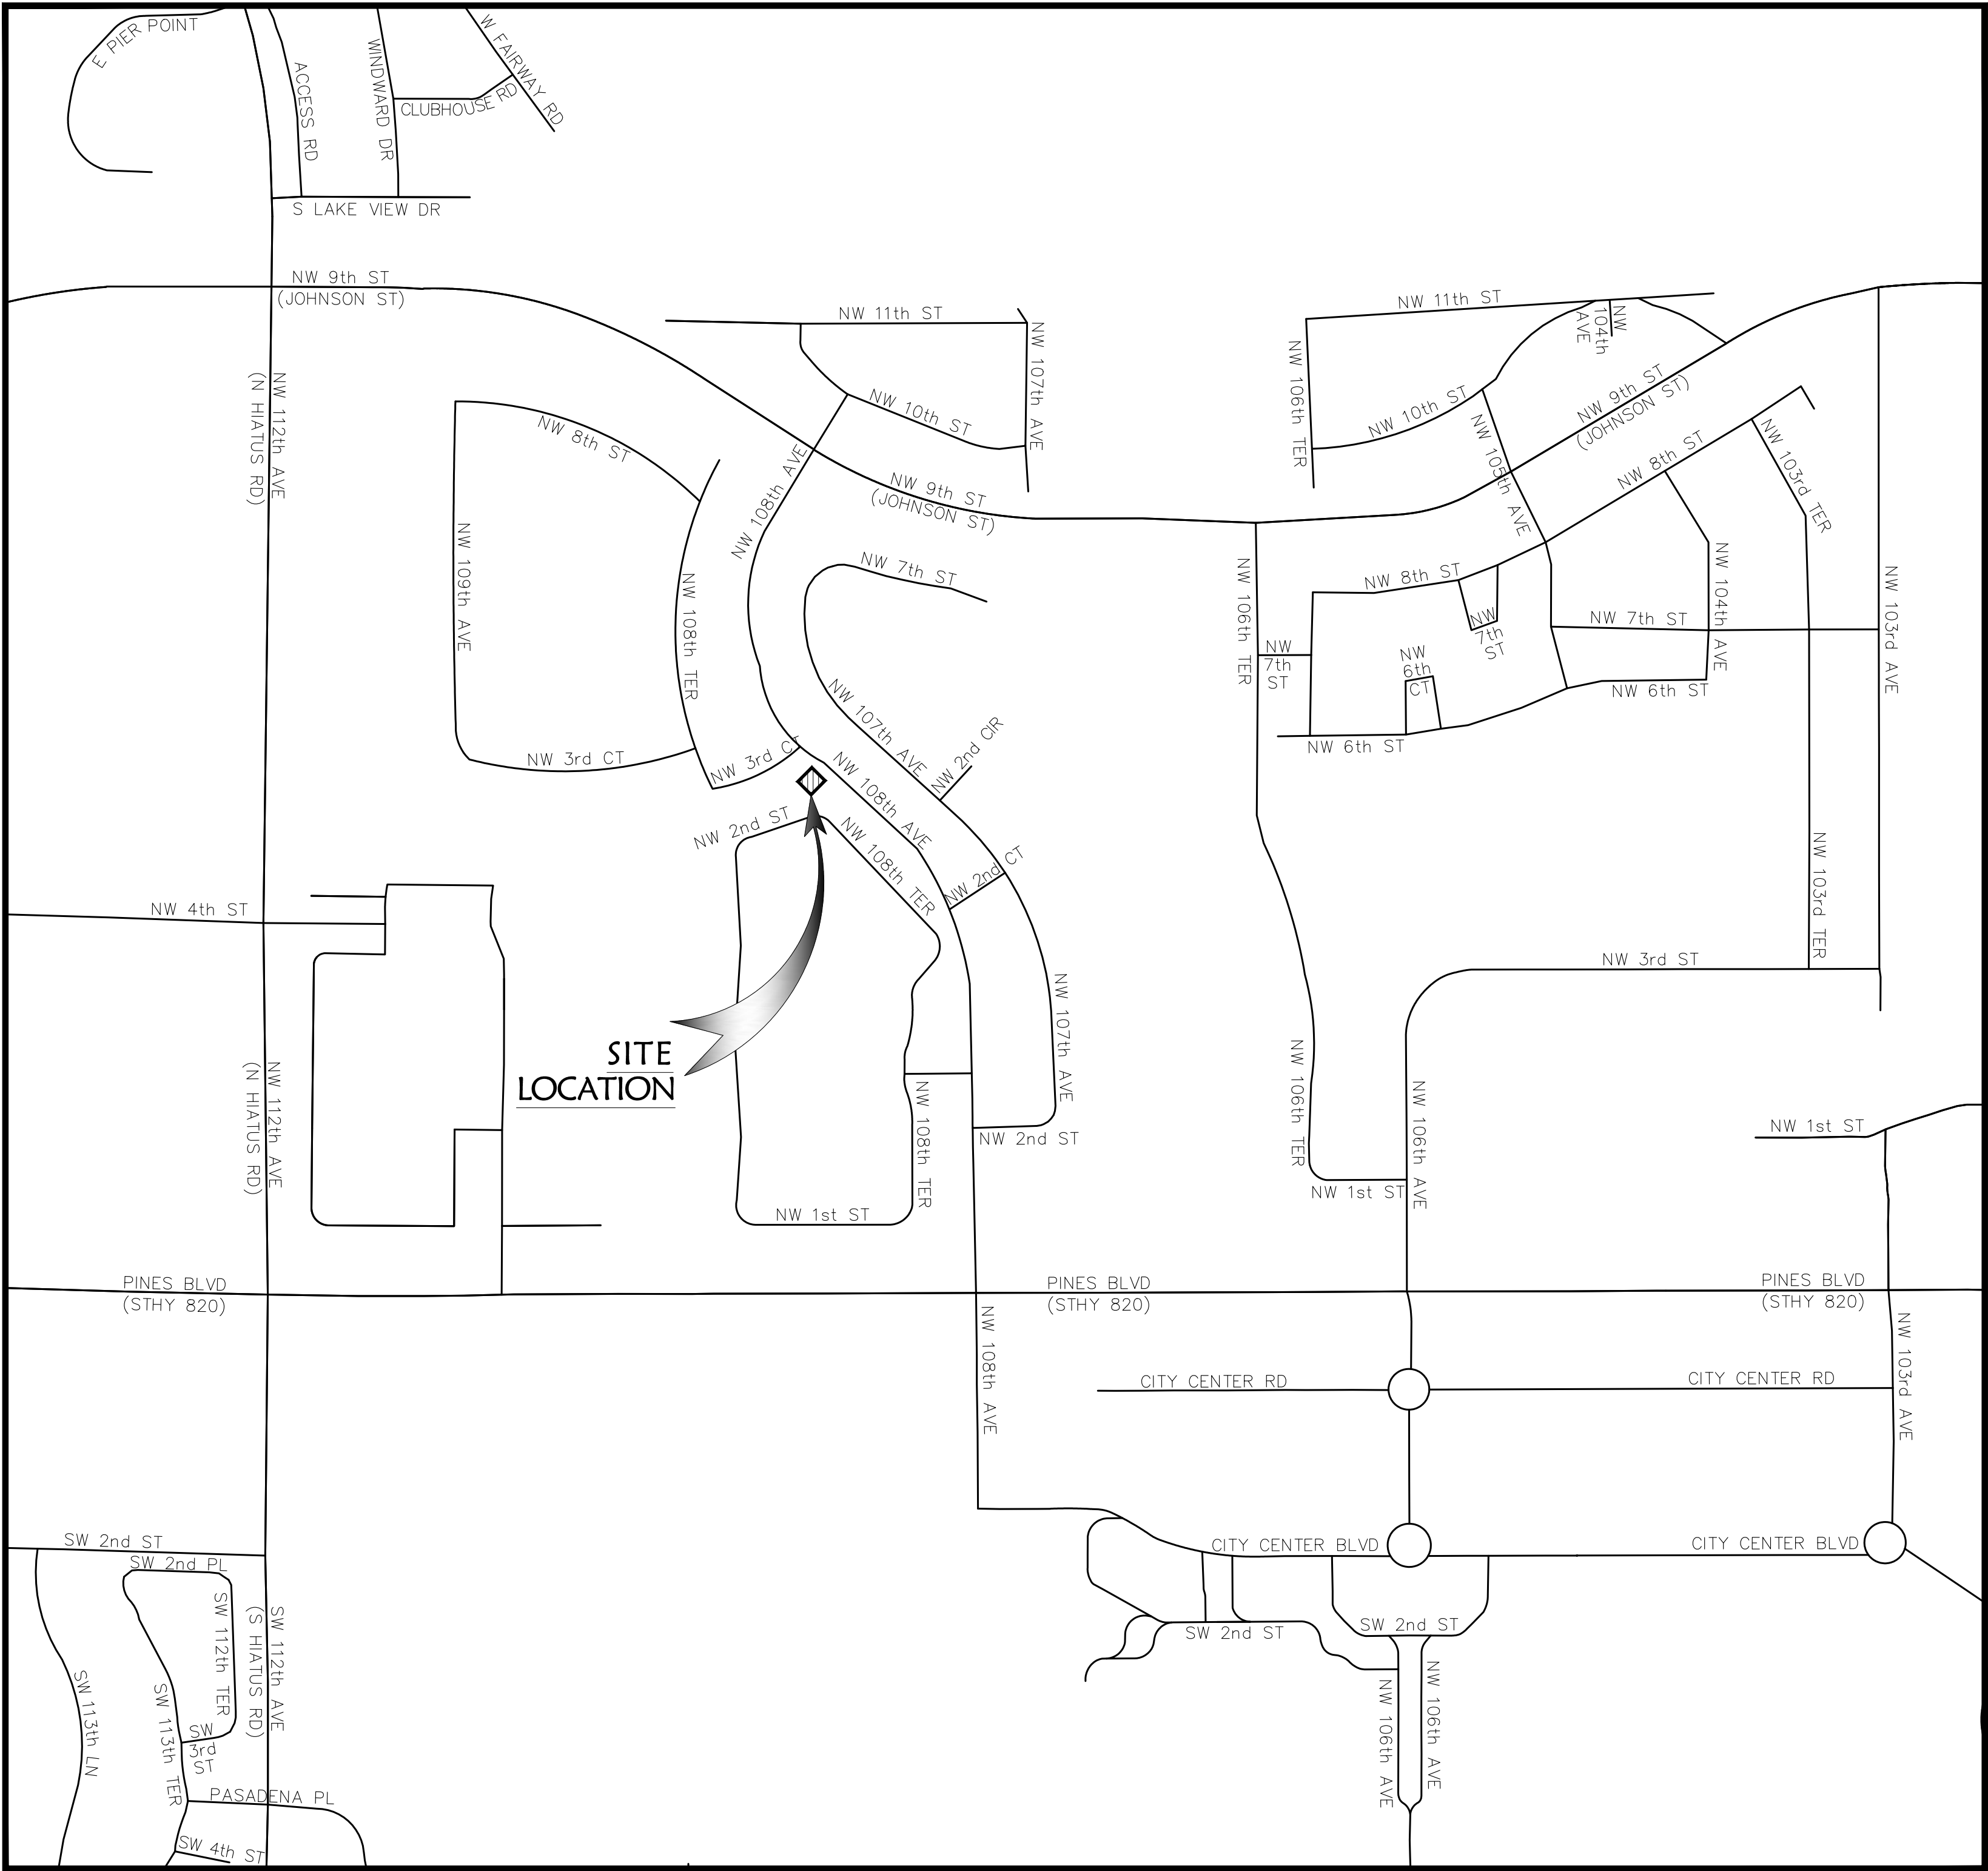 E PIER POINT
ACCESS RD
WINDWARD DR
CLUBHOUSE RD
W FAIRWAY RD
S LAKE VIEW DR
NW 9th ST
(JOHNSON ST)
NW 11th ST
NW 107th AVE
NW 10th ST
NW 11th ST
NW
104th
AVE
NW 106th TER
NW 10th ST
NW 9th ST
(JOHNSON ST)
NW 112th AVE
(N HIATUS RD)
NW 8th ST
NW 108th AVE
NW 9th ST
(JOHNSON ST)
NW 105th AVE
NW 8th ST
NW 103rd TER
NW 109th AVE
NW 108th TER
NW 7th ST
NW 106th TER
NW 8th ST
NW
7th
ST
NW 7th ST
NW 104th AVE
NW 103rd AVE
NW
7th
ST
NW
6th
CT
NW 6th ST
NW 6th ST
NW 3rd CT
NW 3rd CT
NW 107th AVE
NW 2nd CIR
NW 108th AVE
NW 2nd ST
NW 108th TER
NW 2nd CT
NW 103rd TER
NW 4th ST
NW 3rd ST
NW 107th AVE
SITE
LOCATION
NW 112th AVE
(N HIATUS RD)
NW 108th TER
NW 106th TER
NW 106th AVE
NW 2nd ST
NW 1st ST
NW 1st ST
NW 1st ST
PINES BLVD
(STHY 820)
PINES BLVD
(STHY 820)
PINES BLVD
(STHY 820)
NW 108th AVE
NW 103rd AVE
CITY CENTER RD
CITY CENTER RD
SW 2nd ST
SW 2nd PL
CITY CENTER BLVD
CITY CENTER BLVD
SW 112th TER
SW 112th AVE
(S HIATUS RD)
SW 2nd ST
SW 2nd ST
SW 113th LN
SW 113th TER
SW
3rd
ST
NW 106th AVE
NW 106th AVE
PASADENA PL
SW 4th ST